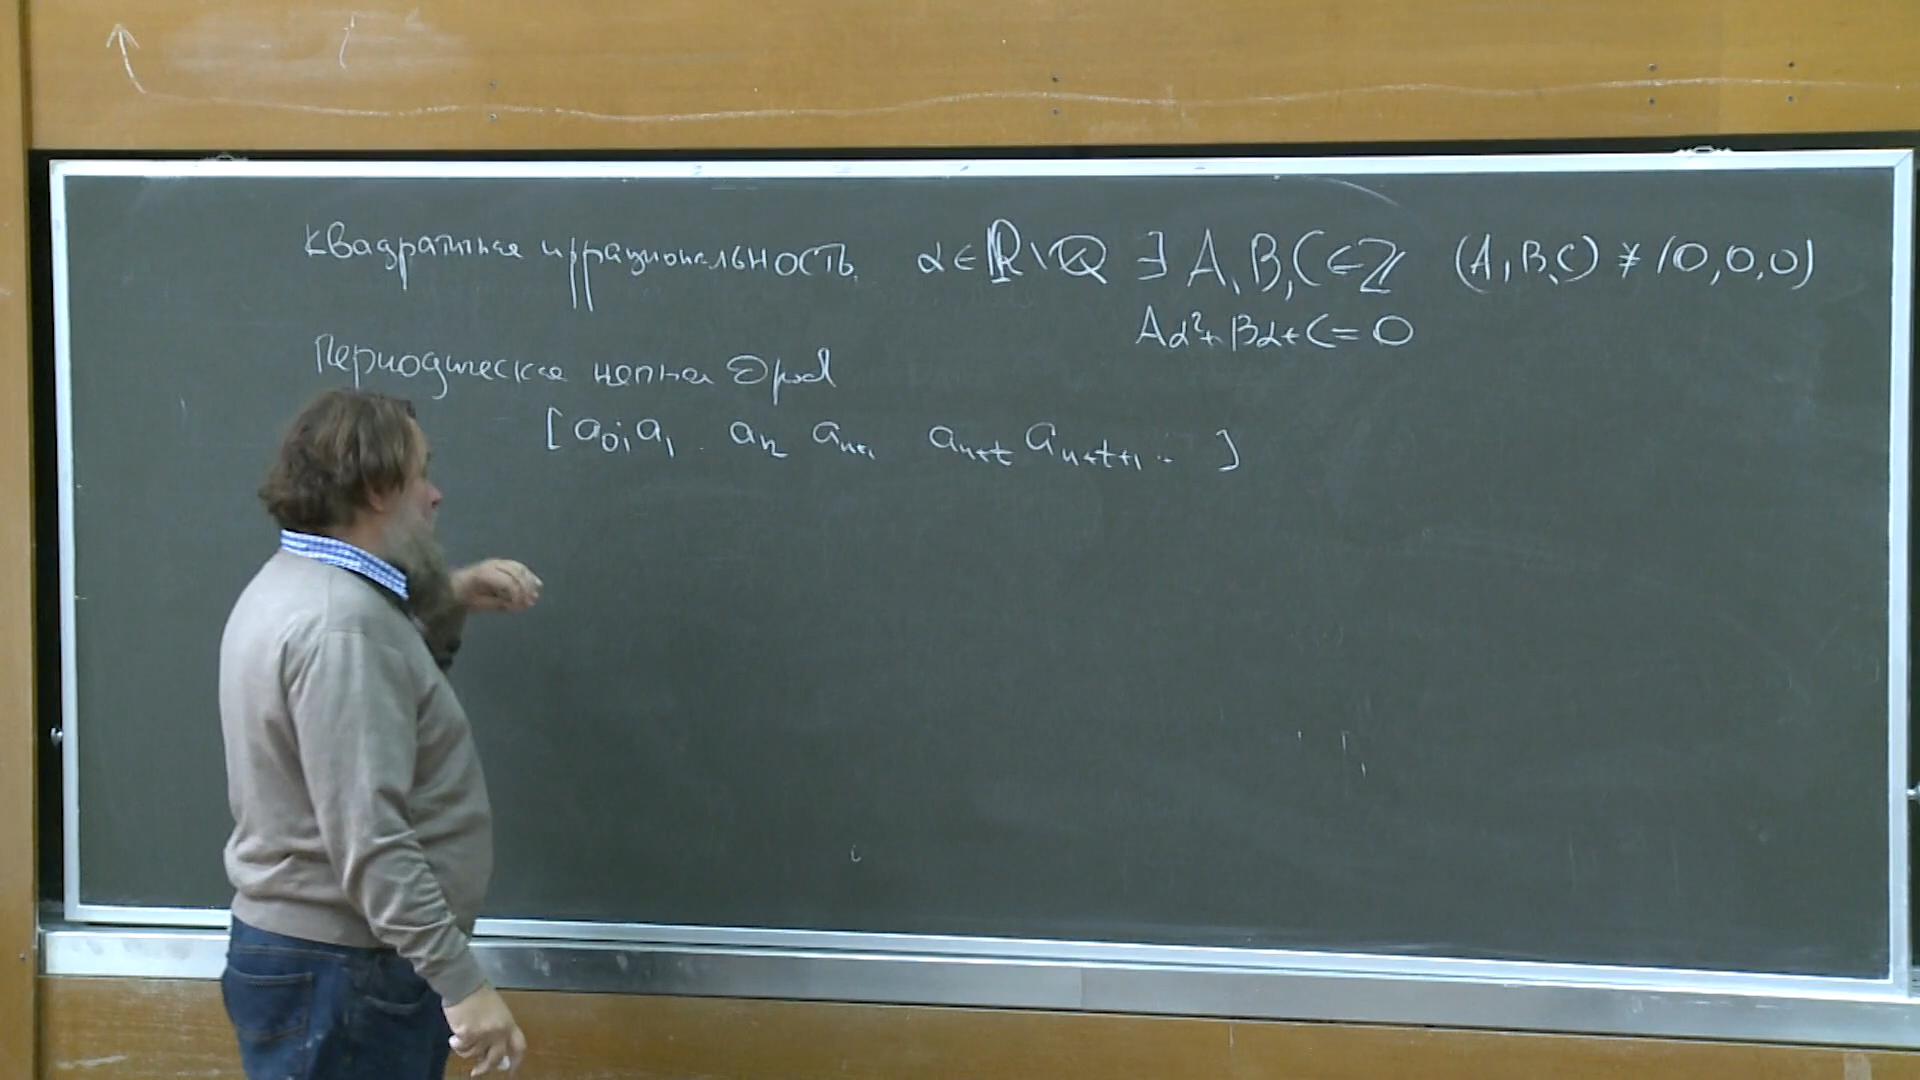 Квадратичная иррациональность α ∈ ℝ \ ℚ ∃ A, B, C ∈ ℤ (A, B, C) ≠ (0, 0, 0)
Aα² + Bα + C = 0
Периодическая цепная дробь
[a₀; a₁ . aₙ aₙ₊₁ aₙ₊ₜ aₙ₊ₜ₊₁ .. ]